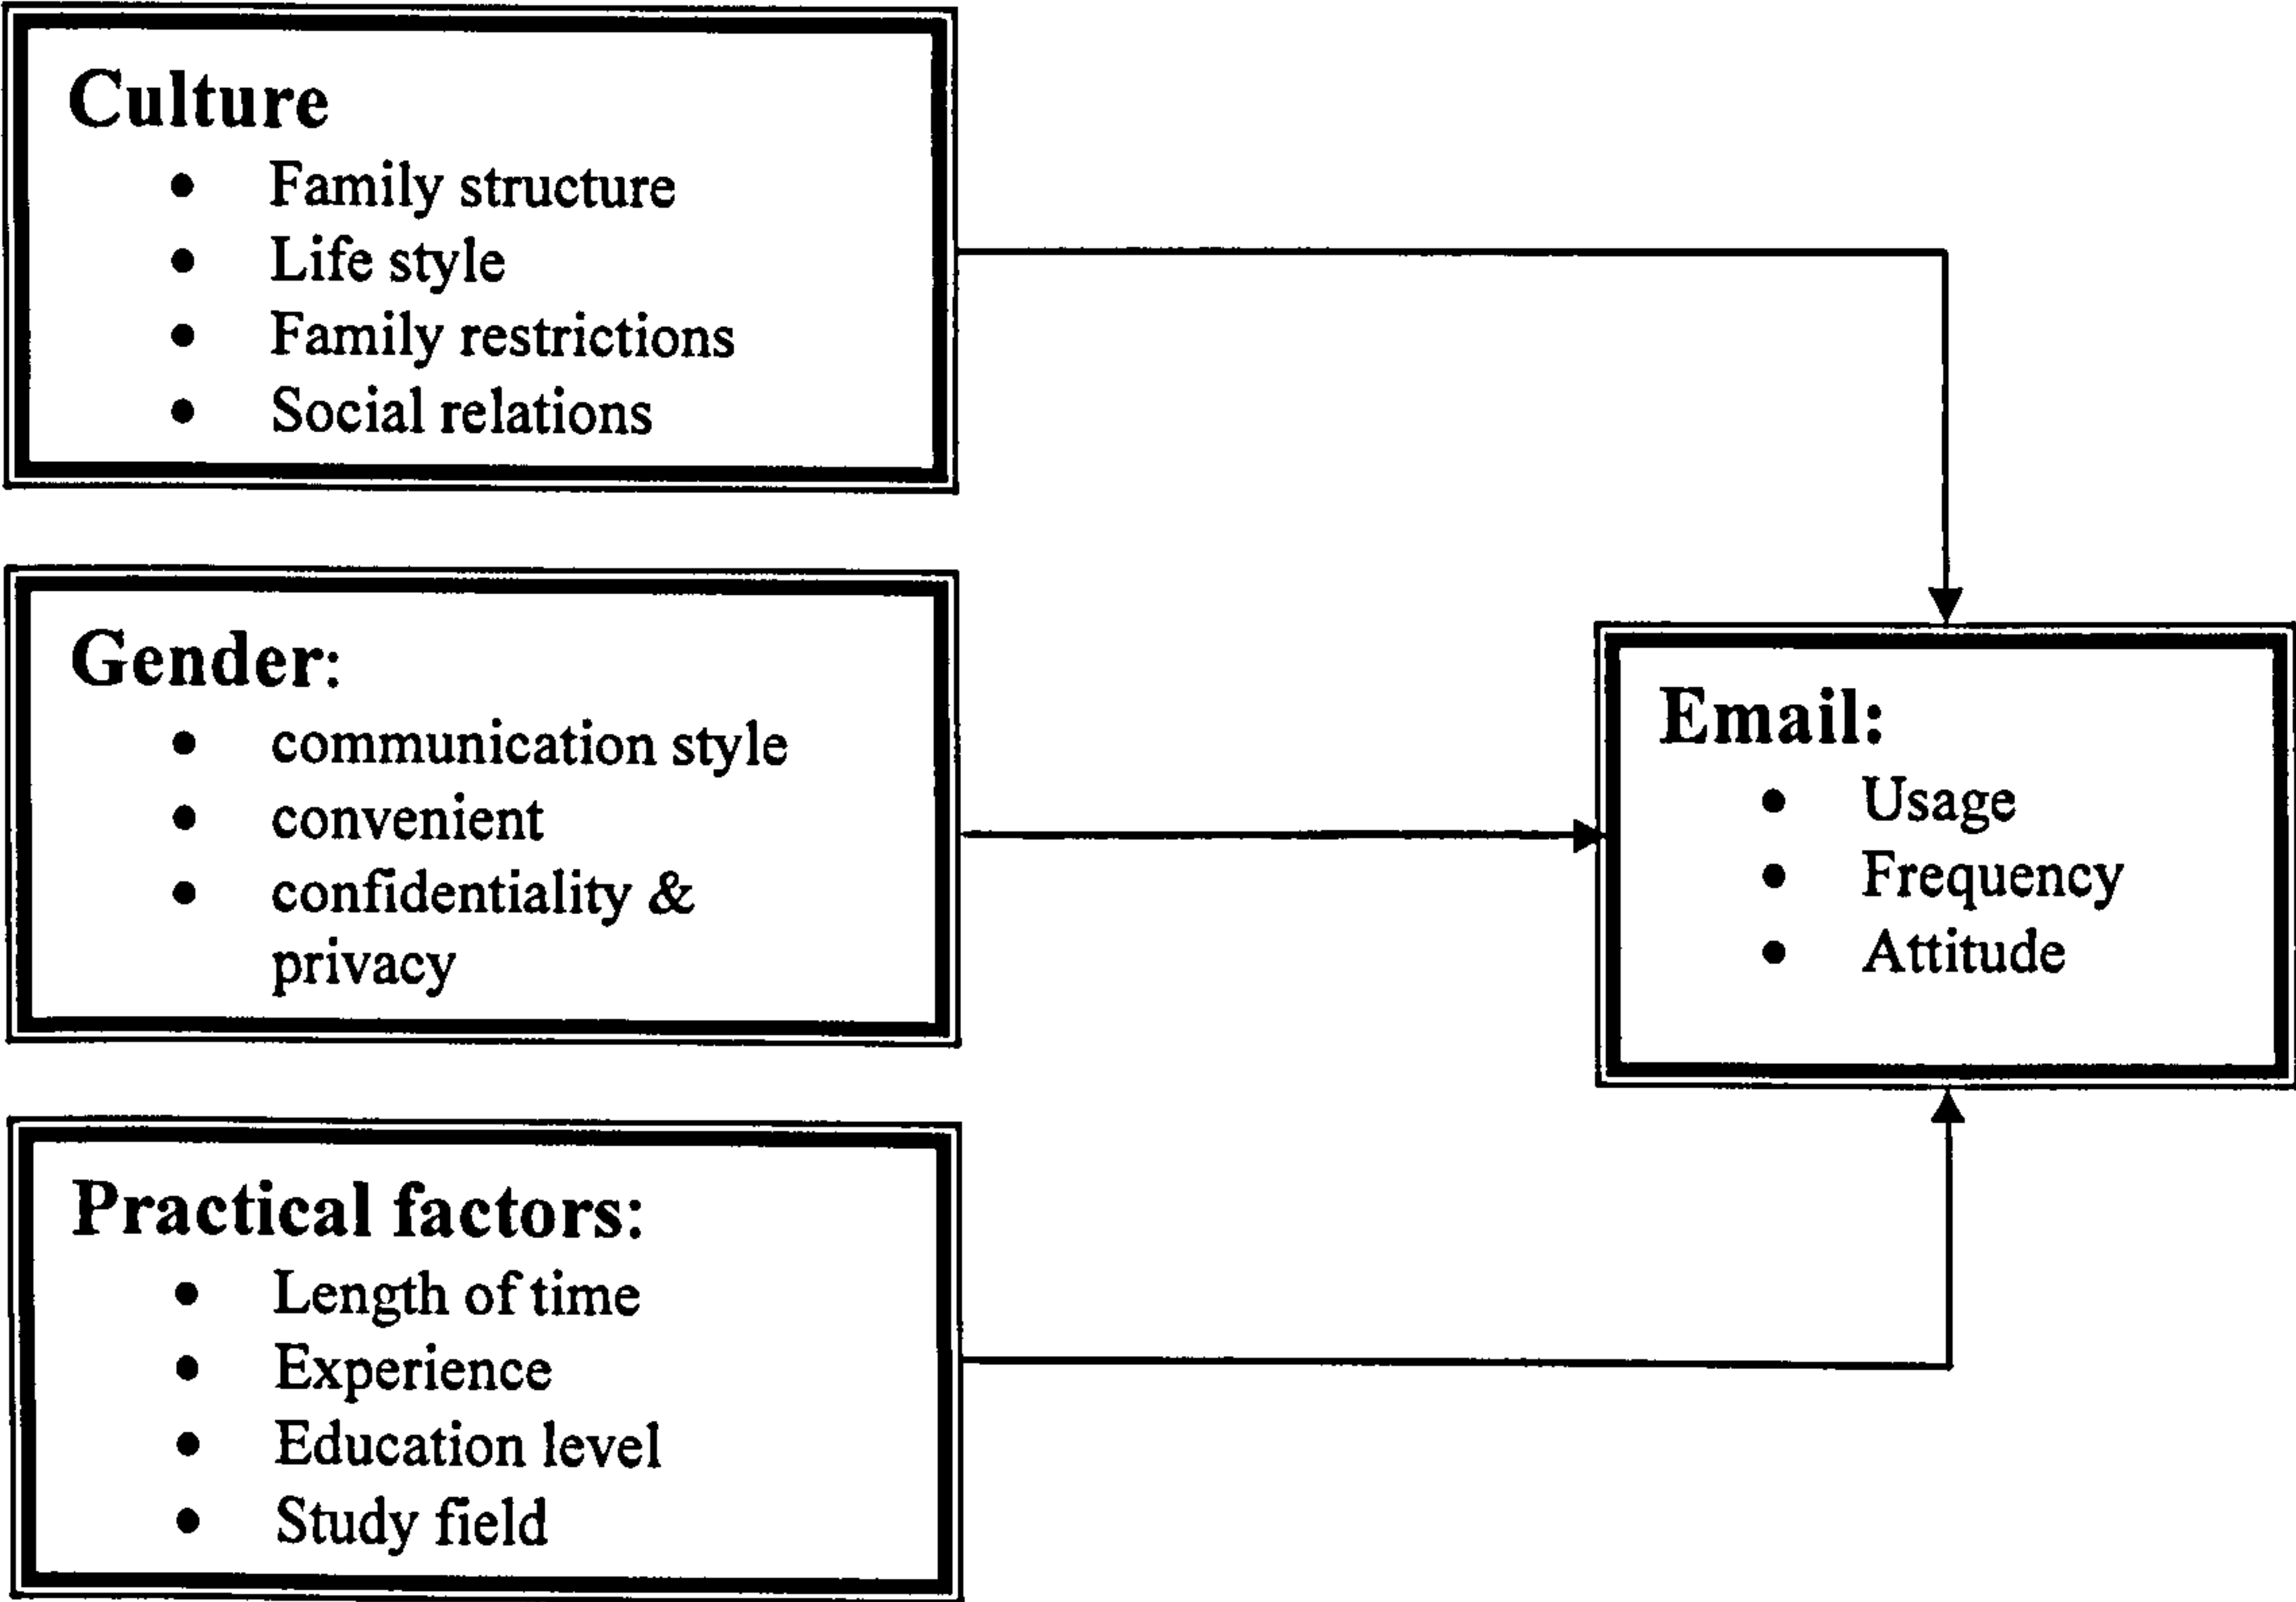 Culture
• Family structure
• Life style
• Family restrictions
• Social relations
Gender:
• communication style
• convenient
• confidentiality &
privacy
Practical factors:
• Length of time
• Experience
• Education level
• Study field
Email:
• Usage
• Frequency
• Attitude